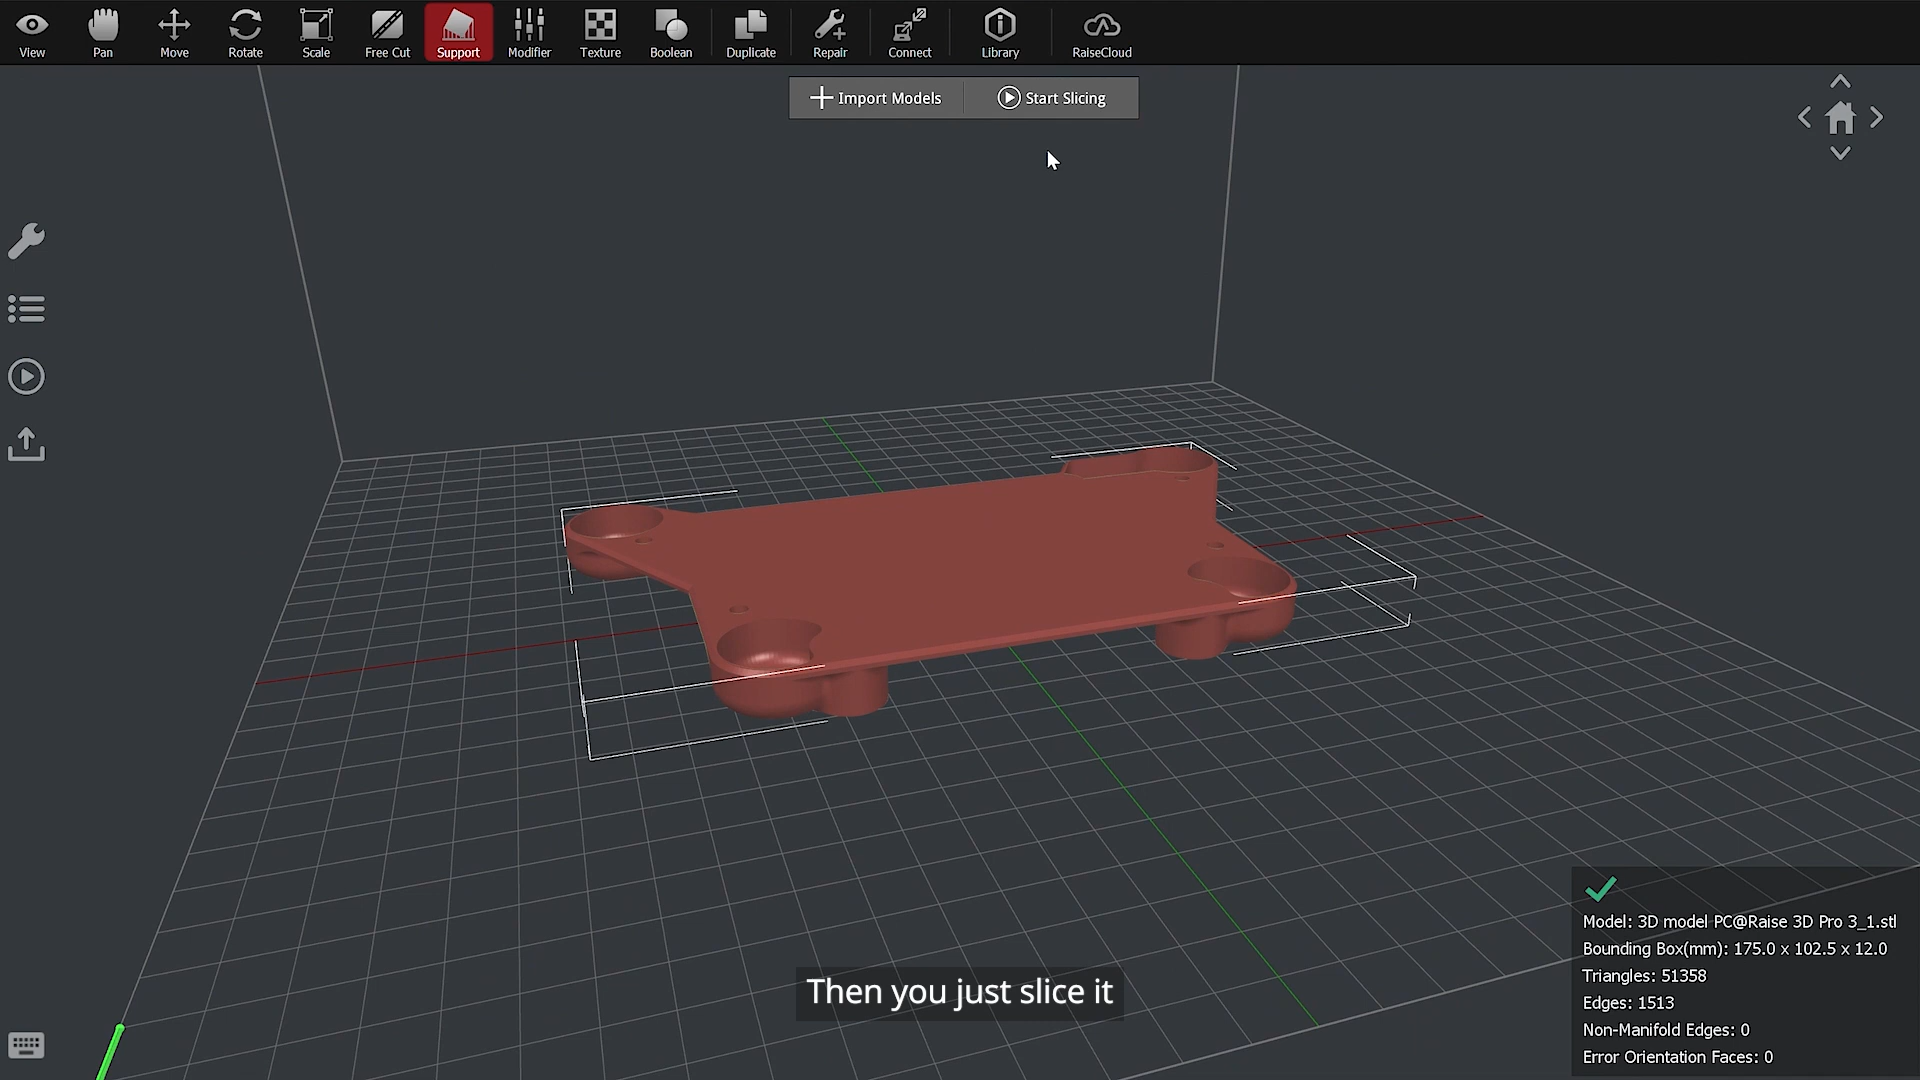 View
Pan
Move
Rotate
Scale
Free Cut
Support
Modifier
Texture
Boolean
Duplicate
Repair
Connect
Library
RaiseCloud
Import Models
Start Slicing
Model: 3D model PC@Raise 3D Pro 3_1.stl
Bounding Box(mm): 175.0 x 102.5 x 12.0
Triangles: 51358
Edges: 1513
Non-Manifold Edges: 0
Error Orientation Faces: 0
Then you just slice it